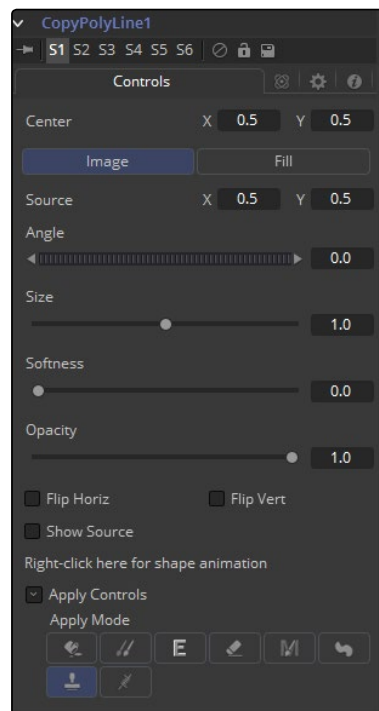 CopyPolyLine1
S1 S2 S3 S4 S5 S6
Controls
Center X 0.5 Y 0.5
Image Fill
Source X 0.5 Y 0.5
Angle
0.0
Size
1.0
Softness
0.0
Opacity
1.0
Flip Horiz Flip Vert
Show Source
Right-click here for shape animation
Apply Controls
Apply Mode